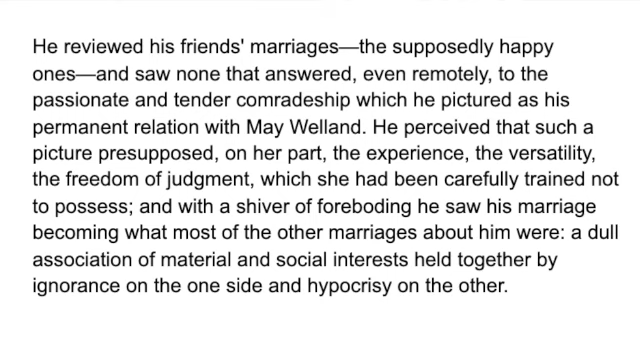 He reviewed his friends' marriages—the supposedly happy
ones—and saw none that answered, even remotely, to the
passionate and tender comradeship which he pictured as his
permanent relation with May Welland. He perceived that such a
picture presupposed, on her part, the experience, the versatility,
the freedom of judgment, which she had been carefully trained not
to possess; and with a shiver of foreboding he saw his marriage
becoming what most of the other marriages about him were: a dull
association of material and social interests held together by
ignorance on the one side and hypocrisy on the other.